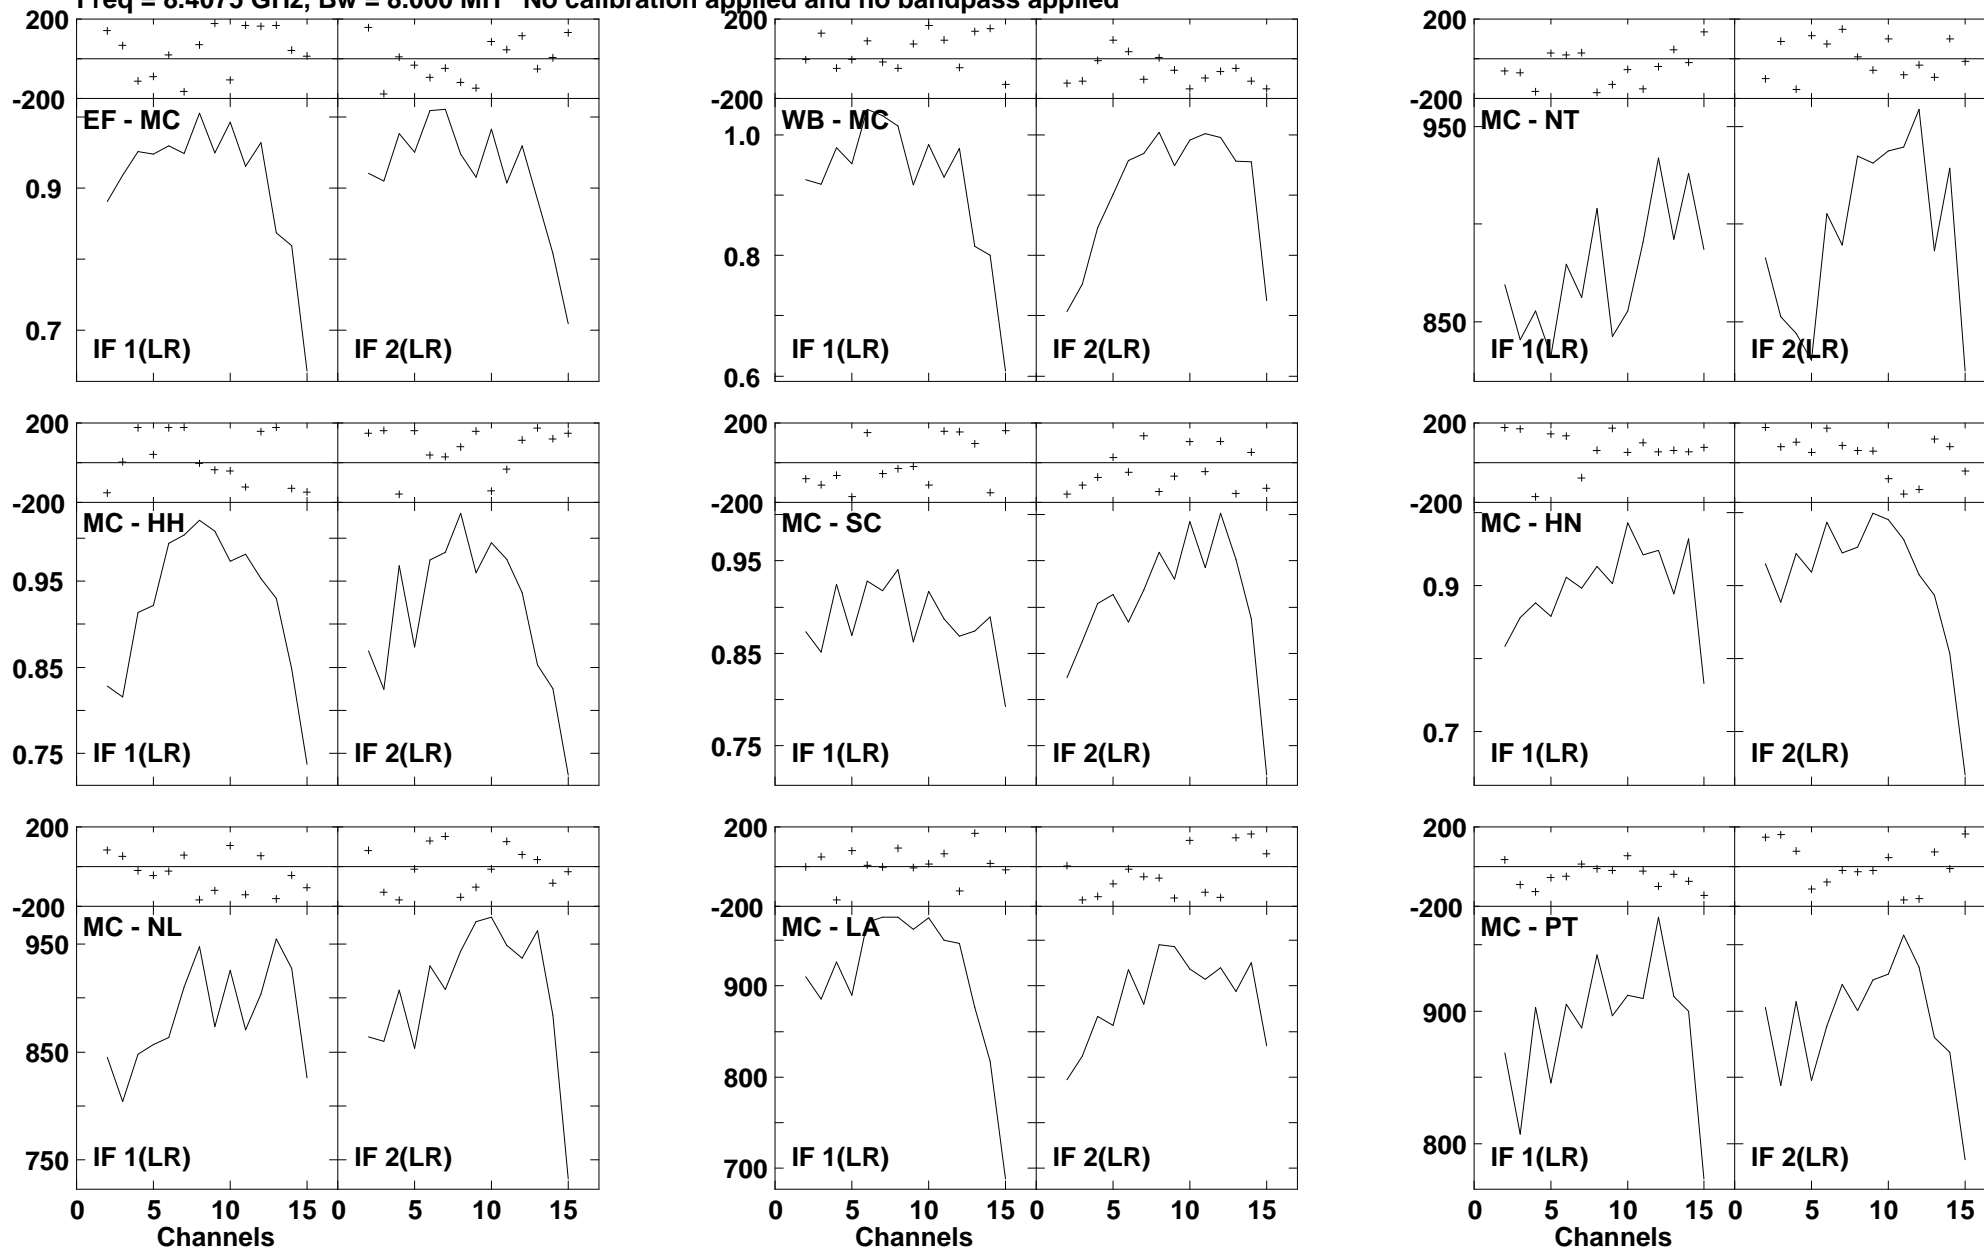 Freq = 8.4075 GHz, Bw = 8.000 MH No calibration applied and no bandpass applied
200
-200
EF - MC
0.9
0.7
IF 1(LR)
IF 2(LR)
200
-200
WB - MC
1.0
0.8
0.6
IF 1(LR)
IF 2(LR)
200
-200
MC - NT
950
850
IF 1(LR)
IF 2(LR)
200
-200
MC - HH
0.95
0.85
0.75
IF 1(LR)
IF 2(LR)
200
-200
MC - SC
0.95
0.85
0.75
IF 1(LR)
IF 2(LR)
200
-200
MC - HN
0.9
0.7
IF 1(LR)
IF 2(LR)
200
-200
MC - NL
950
850
750
IF 1(LR)
IF 2(LR)
0 5 10 15 0 5 10 15
Channels
200
-200
MC - LA
900
800
700
IF 1(LR)
IF 2(LR)
0 5 10 15 0 5 10 15
Channels
200
-200
MC - PT
900
800
IF 1(LR)
IF 2(LR)
0 5 10 15 0 5 10 15
Channels